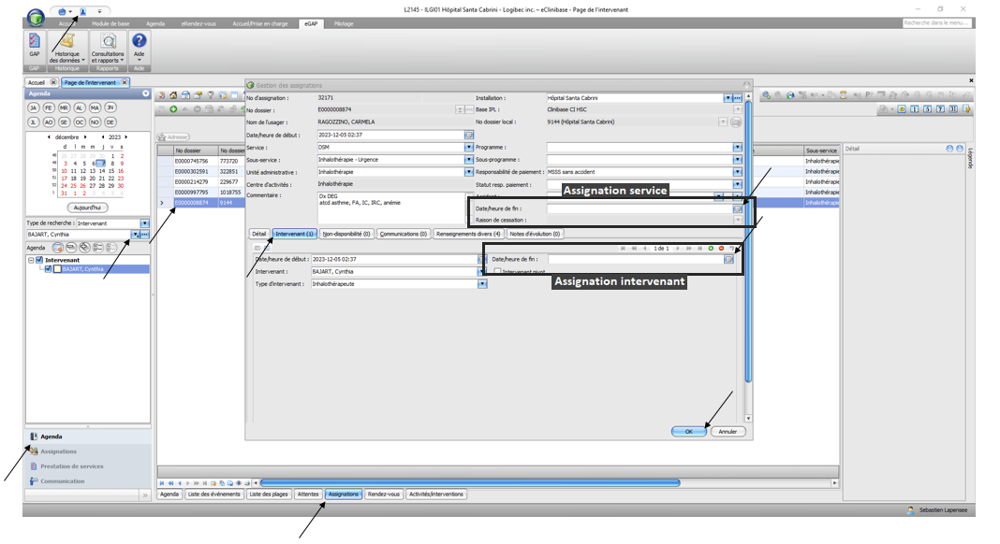 L2145 - ILGI01 Hôpital Santa Cabrini - Logibec inc. – eClinibase - Page de l'intervenant
Accueil Module de base Agenda eRendez-vous Accueil/Prise en charge eGAP Pilotage
Recherche dans le menu...
GAP
Historique des données
Consultations et rapports
Aide
GAP Historique Rapports Aide
Accueil Page de l'intervenant
Agenda
JA FE MR AL MA JN
JL AO SE OC NO DE
décembre 2023
d l m m j v s
1 2
3 4 5 6 7 8 9
10 11 12 13 14 15 16
17 18 19 20 21 22 23
24 25 26 27 28 29 30
31 1 2 3 4 5 6
Aujourd'hui
Type de recherche : Intervenant
BAJART, Cynthia
Agenda
Intervenant
BAJART, Cynthia
Agenda
Assignations
Prestation de services
Communication
Adresse
No dossier No dossier
E0000745756 773720
E0000302591 322851
E0000214279 229677
E0000997795 1018755
E0000008874 9144
Gestion des assignations
No d'assignation : 32171
Installation : Hôpital Santa Cabrini
No dossier : E0000008874
Base IPL : Clinibase CI HSC
Nom de l'usager : RAGOZZINO, CARMELA
No dossier local : 9144 (Hôpital Santa Cabrini)
Date/heure de début : 2023-12-05 02:37
Service : DSM
Programme :
Sous-service : Inhalothérapie - Urgence
Sous-programme :
Unité administrative : Inhalothérapie
Responsabilité de paiement : MSSS sans accident
Centre d'activités : Inhalothérapie
Statut resp. paiement :
Commentaire : Dx DEG
atcd asthme, FA, IC, IRC, anémie
Assignation service
Date/heure de fin :
Raison de cessation :
Détail Intervenant (1) Non-disponibilité (0) Communications (0) Renseignements divers (4) Notes d'évolution (0)
1 de 1
Date/heure de début : 2023-12-05 02:37
Date/heure de fin :
Intervenant : BAJART, Cynthia
Intervenant pivot
Type d'intervenant : Inhalothérapeute
Assignation intervenant
OK Annuler
Sous-service
Inhalothérapie
Inhalothérapie
Inhalothérapie
Inhalothérapie
Inhalothérapie
Détail
Légende
Agenda Liste des événements Liste des plages Attentes Assignations Rendez-vous Activités/Interventions
Sebastien Lapensee